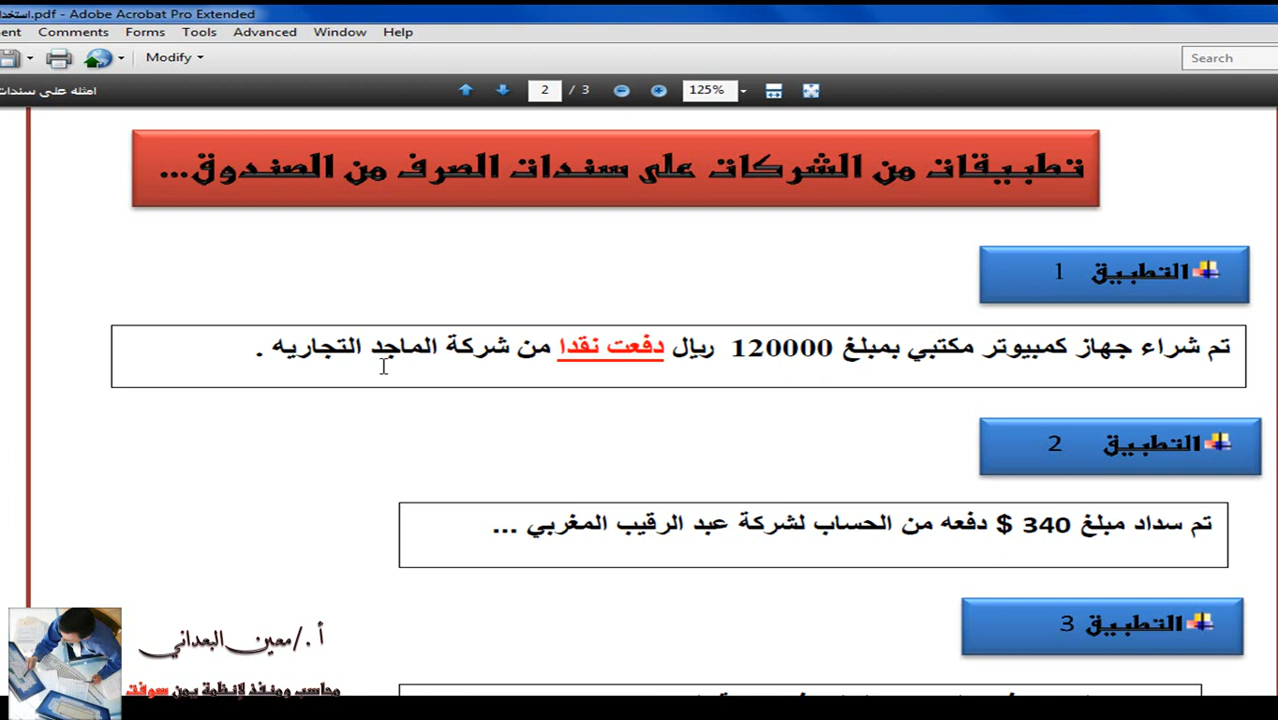 استخدا.pdf - Adobe Acrobat Pro Extended
ent Comments Forms Tools Advanced Window Help
Modify Search
امثله على سندات 2 / 3 125%
تطبيقات من الشركات على سندات الصرف من الصندوق...
التطبيق 1
تم شراء جهاز كمبيوتر مكتبي بمبلغ 120000 ريال دفعت نقدا من شركة الماجد التجاريه .
التطبيق 2
تم سداد مبلغ 340 $ دفعه من الحساب لشركة عبد الرقيب المغربي ...
التطبيق 3
أ./معين البعداني
محاسب ومنفذ لإنظمة يمن سوفت